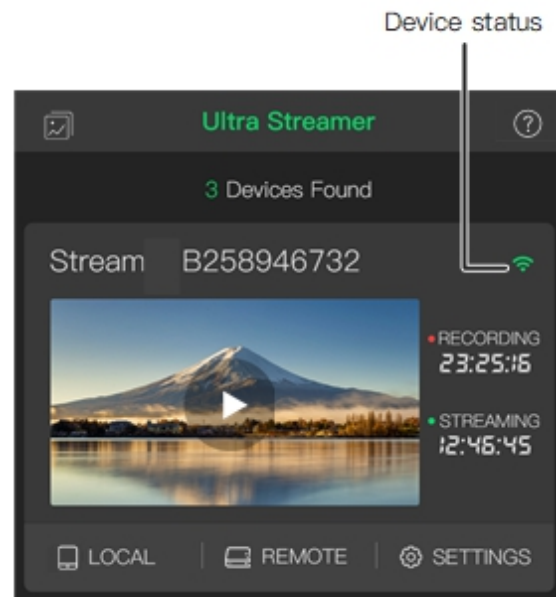 Device status
Ultra Streamer
3 Devices Found
Stream B258946732
RECORDING
23:25:16
STREAMING
12:46:45
LOCAL REMOTE SETTINGS